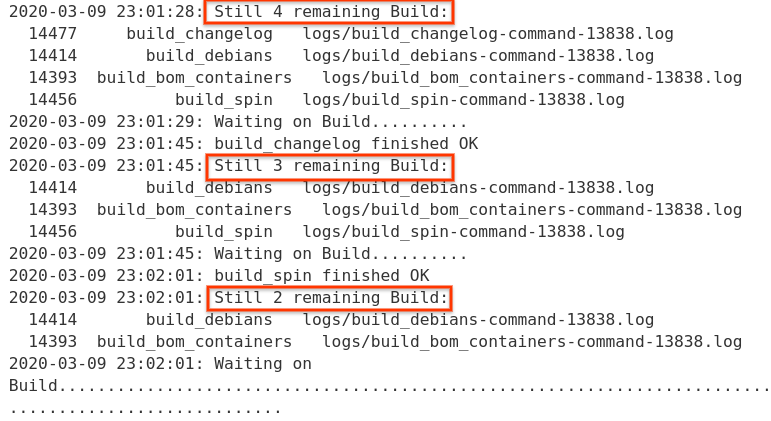 2020-03-09 23:01:28: Still 4 remaining Build:
14477 build_changelog logs/build_changelog-command-13838.log
14414 build_debians logs/build_debians-command-13838.log
14393 build_bom_containers logs/build_bom_containers-command-13838.log
14456 build_spin logs/build_spin-command-13838.log
2020-03-09 23:01:29: Waiting on Build..........
2020-03-09 23:01:45: build_changelog finished OK
2020-03-09 23:01:45: Still 3 remaining Build:
14414 build_debians logs/build_debians-command-13838.log
14393 build_bom_containers logs/build_bom_containers-command-13838.log
14456 build_spin logs/build_spin-command-13838.log
2020-03-09 23:01:45: Waiting on Build..........
2020-03-09 23:02:01: build_spin finished OK
2020-03-09 23:02:01: Still 2 remaining Build:
14414 build_debians logs/build_debians-command-13838.log
14393 build_bom_containers logs/build_bom_containers-command-13838.log
2020-03-09 23:02:01: Waiting on
Build.........................................................................
............................